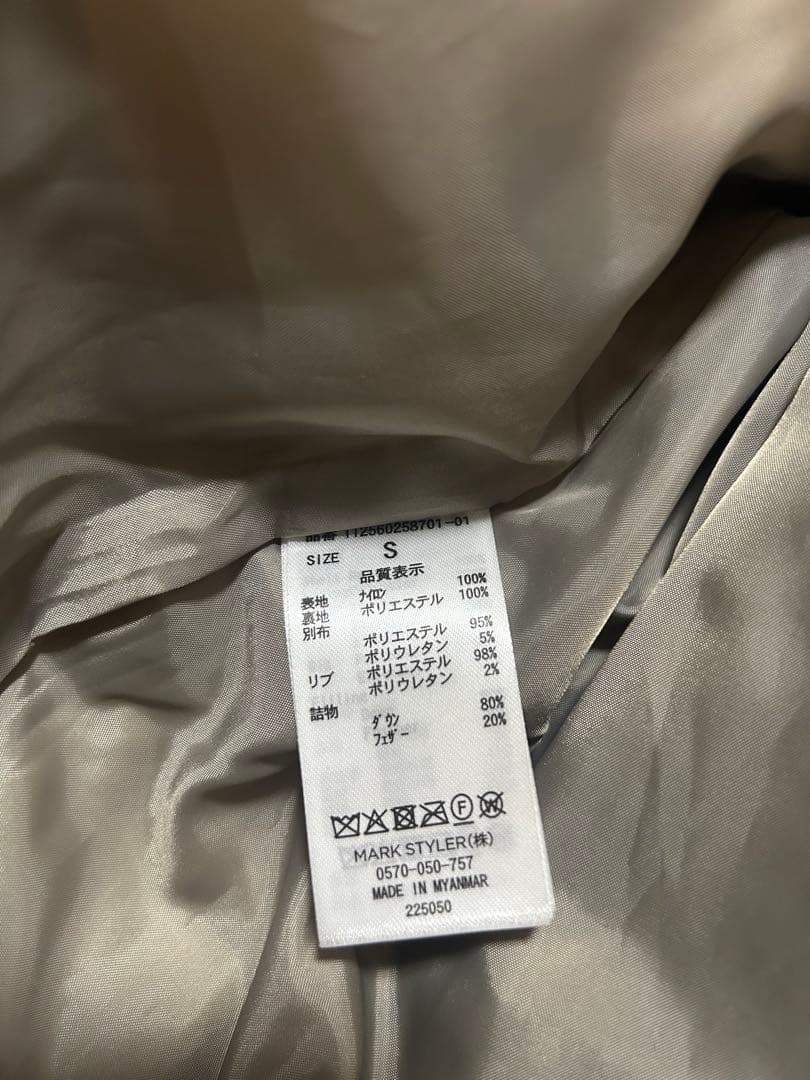 品番 112560258701-01
SIZE S
品質表示
表地 ナイロン 100%
裏地 ポリエステル 100%
別布
ポリエステル 95%
ポリウレタン 5%
リブ ポリエステル 98%
ポリウレタン 2%
詰物
ダウン 80%
フェザー 20%
F W
MARK STYLER(株)
0570-050-757
MADE IN MYANMAR
225050